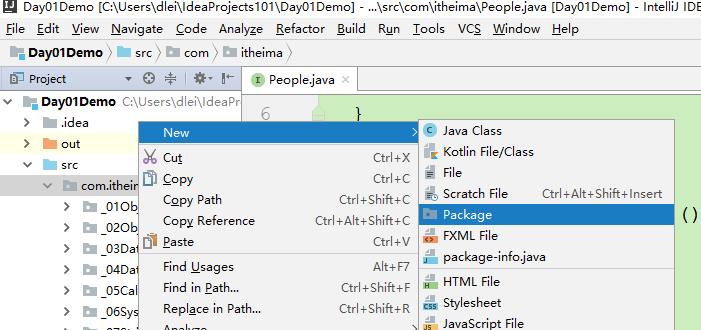 Day01Demo [C:\Users\dlei\IdeaProjects101\Day01Demo] - ...\src\com\itheima\People.java [Day01Demo] - IntelliJ IDE
File Edit View Navigate Code Analyze Refactor Build Run Tools VCS Window Help
Day01Demo src com itheima
Project
People.java
Day01Demo C:\Users\dlei\IdeaPro
6 }
.idea
out
src
com.itheim
_01Obj
_02Obj
_03Dat
_04Dat
_05Cal
_06Sys
New
Cut Ctrl+X
Copy Ctrl+C
Copy Path Ctrl+Shift+C
Copy Reference Ctrl+Alt+Shift+C
Paste Ctrl+V
Find Usages Alt+F7
Find in Path... Ctrl+Shift+F
Replace in Path... Ctrl+Shift+R
Analyze
Java Class
Kotlin File/Class
File
Scratch File Ctrl+Alt+Shift+Insert
Package
()
FXML File
package-info.java
HTML File
Stylesheet
JavaScript File